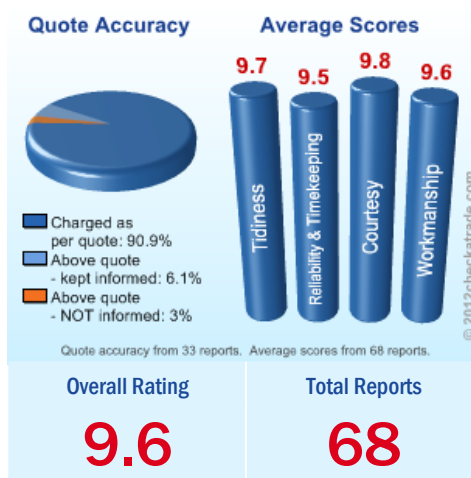 Quote Accuracy
Charged as
per quote: 90.9%
Above quote
- kept informed: 6.1%
Above quote
- NOT informed: 3%
Average Scores
9.7
9.5
9.8
9.6
Tidiness
Reliability & Timekeeping
Courtesy
Workmanship
© 2012checkatrade.com
Quote accuracy from 33 reports. Average scores from 68 reports.
Overall Rating
9.6
Total Reports
68